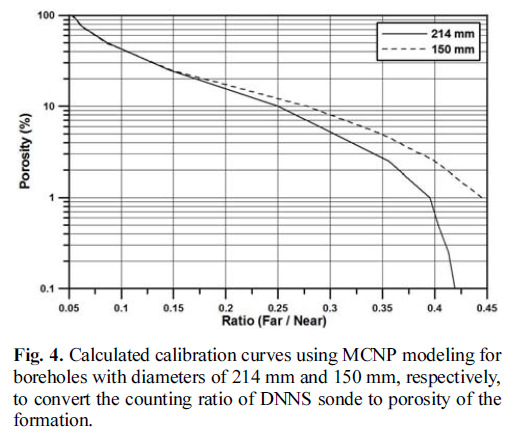 100
10
1
0.1
Porosity (%)
214 mm
150 mm
0.05 0.1 0.15 0.2 0.25 0.3 0.35 0.4 0.45
Ratio (Far / Near)
Fig. 4. Calculated calibration curves using MCNP modeling for
boreholes with diameters of 214 mm and 150 mm, respectively,
to convert the counting ratio of DNNS sonde to porosity of the
formation.